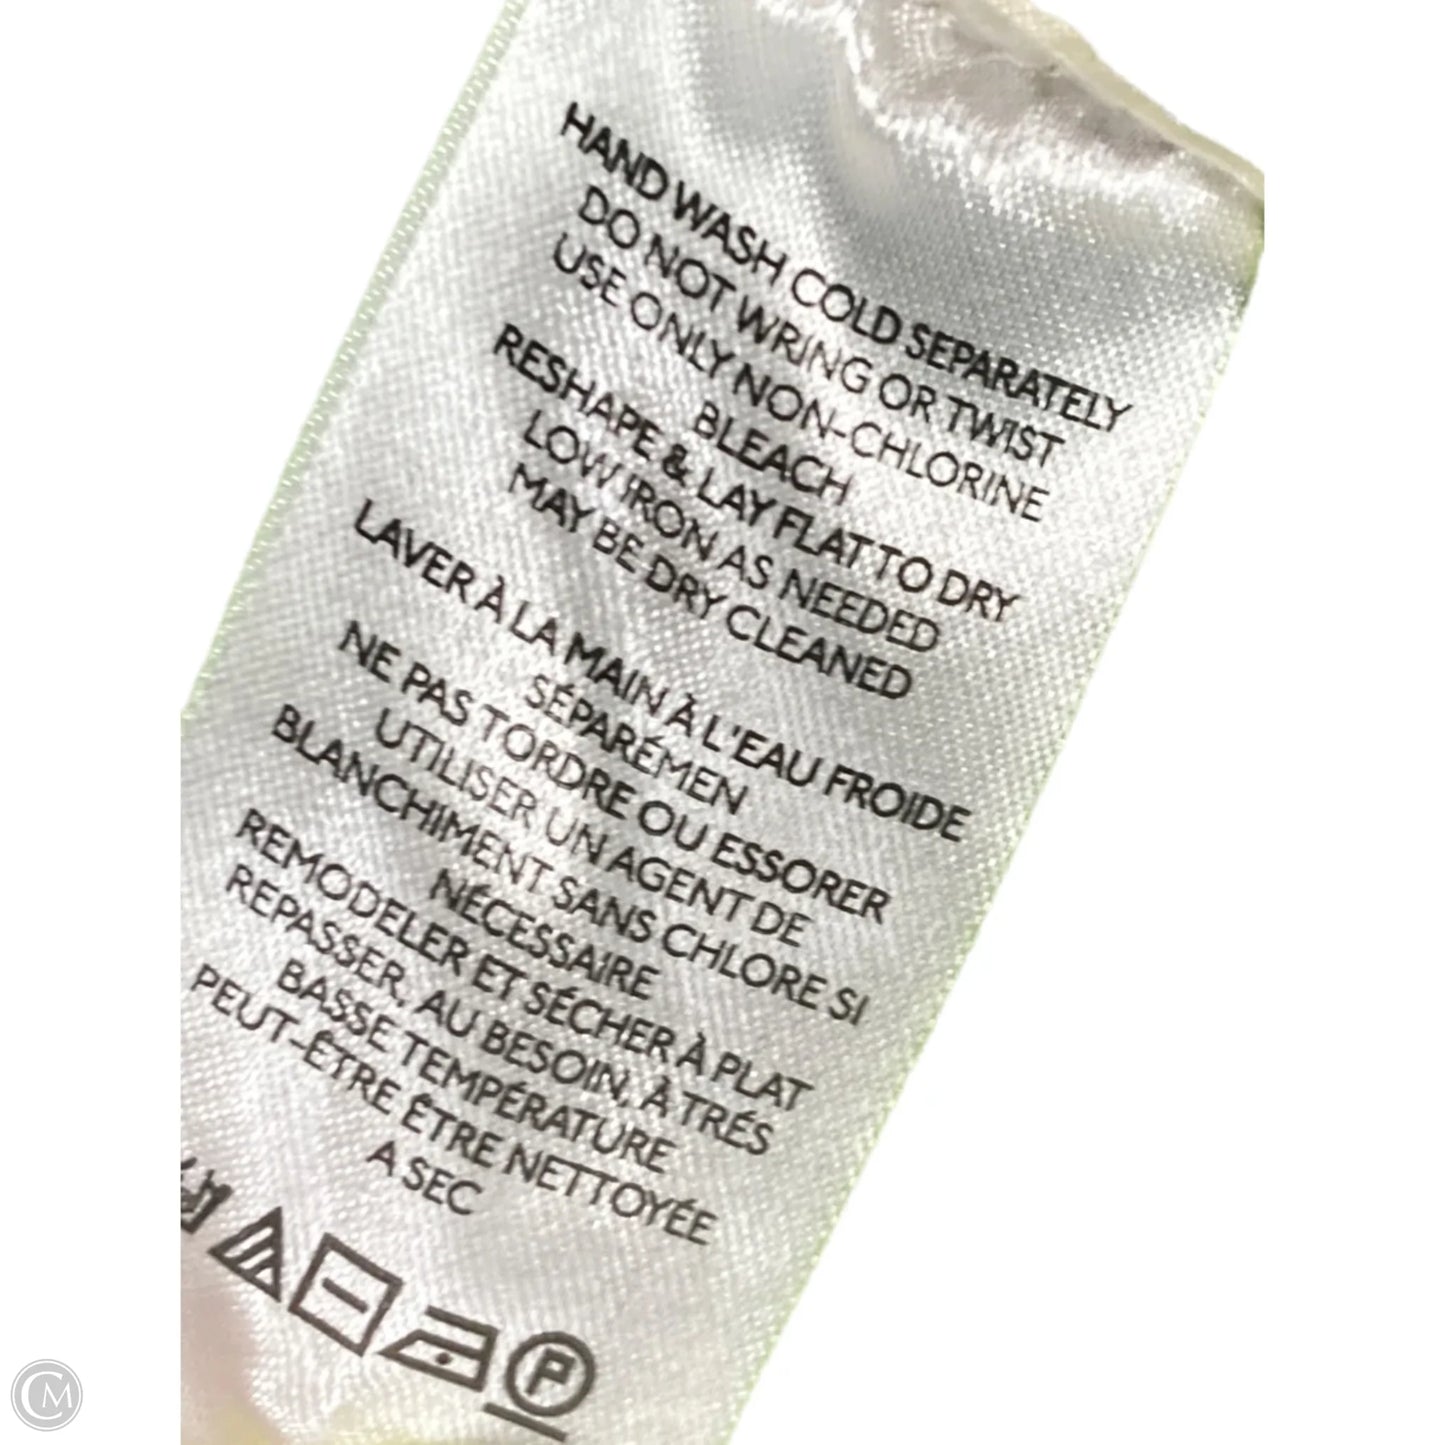 HAND WASH COLD SEPARATELY
DO NOT WRING OR TWIST
USE ONLY NON-CHLORINE
BLEACH
RESHAPE & LAY FLAT TO DRY
LOW IRON AS NEEDED
MAY BE DRY CLEANED
LAVER À LA MAIN À L'EAU FROIDE
SÉPARÉMEN
NE PAS TORDRE OU ESSORER
UTILISER UN AGENT DE
BLANCHIMENT SANS CHLORE SI
NÉCESSAIRE
REMODELER ET SÉCHER À PLAT
REPASSER, AU BESOIN, À TRÉS
BASSE TEMPÉRATURE
PEUT-ÊTRE ÊTRE NETTOYÉE
A SEC
P
CM